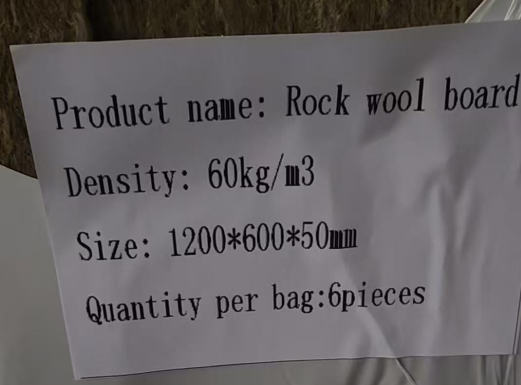 Product name: Rock wool board
Density: 60kg/m3
Size: 1200*600*50mm
Quantity per bag:6pieces